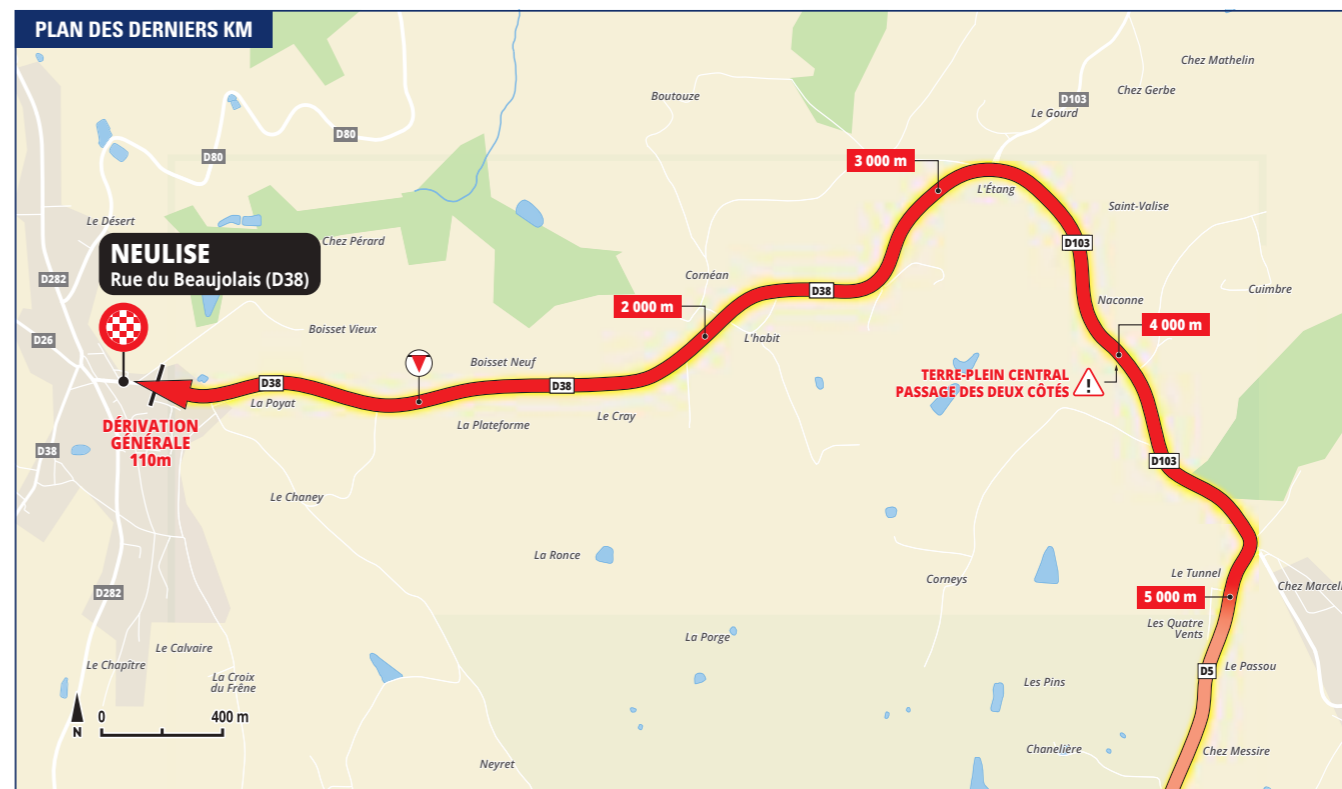 PLAN DES DERNIERS KM
Chez Mathelin
Chez Gerbe
Boutouze
D103
Le Gourd
D80
D80
3 000 m
L'Étang
Saint-Valise
Le Désert
Chez Pérard
D103
NEULISE
Rue du Beaujolais (D38)
D282
Cornéan
D38
Cuimbre
Naconne
2 000 m
4 000 m
Boisset Vieux
L'habit
D26
Boisset Neuf
TERRE-PLEIN CENTRAL
PASSAGE DES DEUX CÔTÉS
!
D38
D38
La Poyat
Le Cray
La Plateforme
DÉRIVATION
GÉNÉRALE
110m
D38
D103
Le Chaney
La Ronce
Le Tunnel
Corneys
Chez Marcel
D282
5 000 m
Les Quatre
Vents
La Porge
Le Calvaire
Le Chapître
Le Passou
D5
La Croix
du Frêne
Les Pins
0
400 m
N
Chanelière
Chez Messire
Neyret